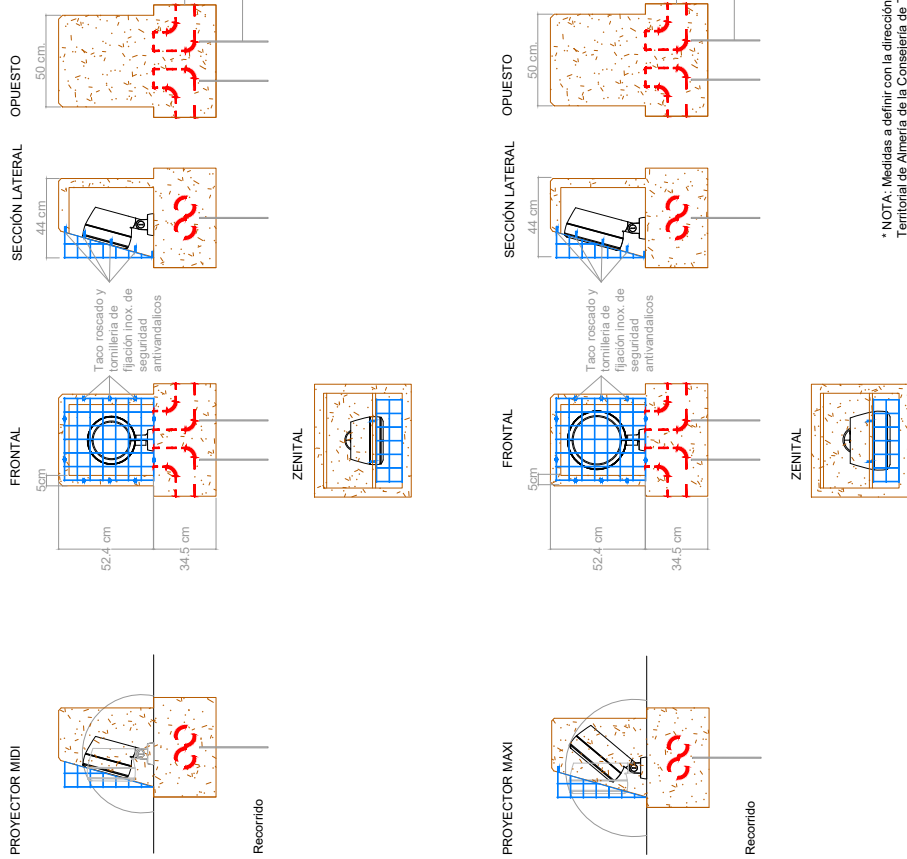 PROYECTOR MIDI
FRONTAL
SECCIÓN LATERAL
OPUESTO
5cm
44 cm
50 cm.
Taco roscado y
tornillería de
fijación inox. de
seguridad
antivandalicos
52.4 cm
34.5 cm
Recorrido
ZENITAL
PROYECTOR MAXI
FRONTAL
SECCIÓN LATERAL
OPUESTO
5cm
44 cm
50 cm.
Taco roscado y
tornillería de
fijación inox. de
seguridad
antivandalicos
52.4 cm
34.5 cm
Recorrido
ZENITAL
* NOTA: Medidas a definir con la dirección
Territorial de Almería de la Consejería de